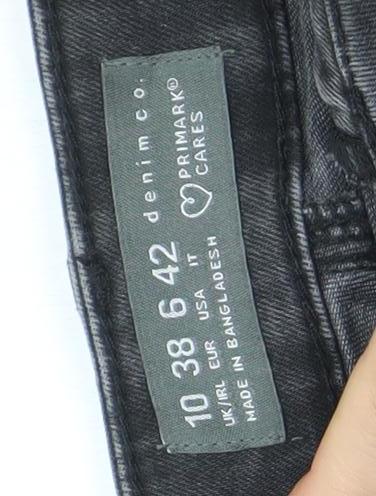 10 38 6 42 denim co.
UK/IRL EUR USA IT PRIMARK®
CARES
MADE IN BANGLADESH